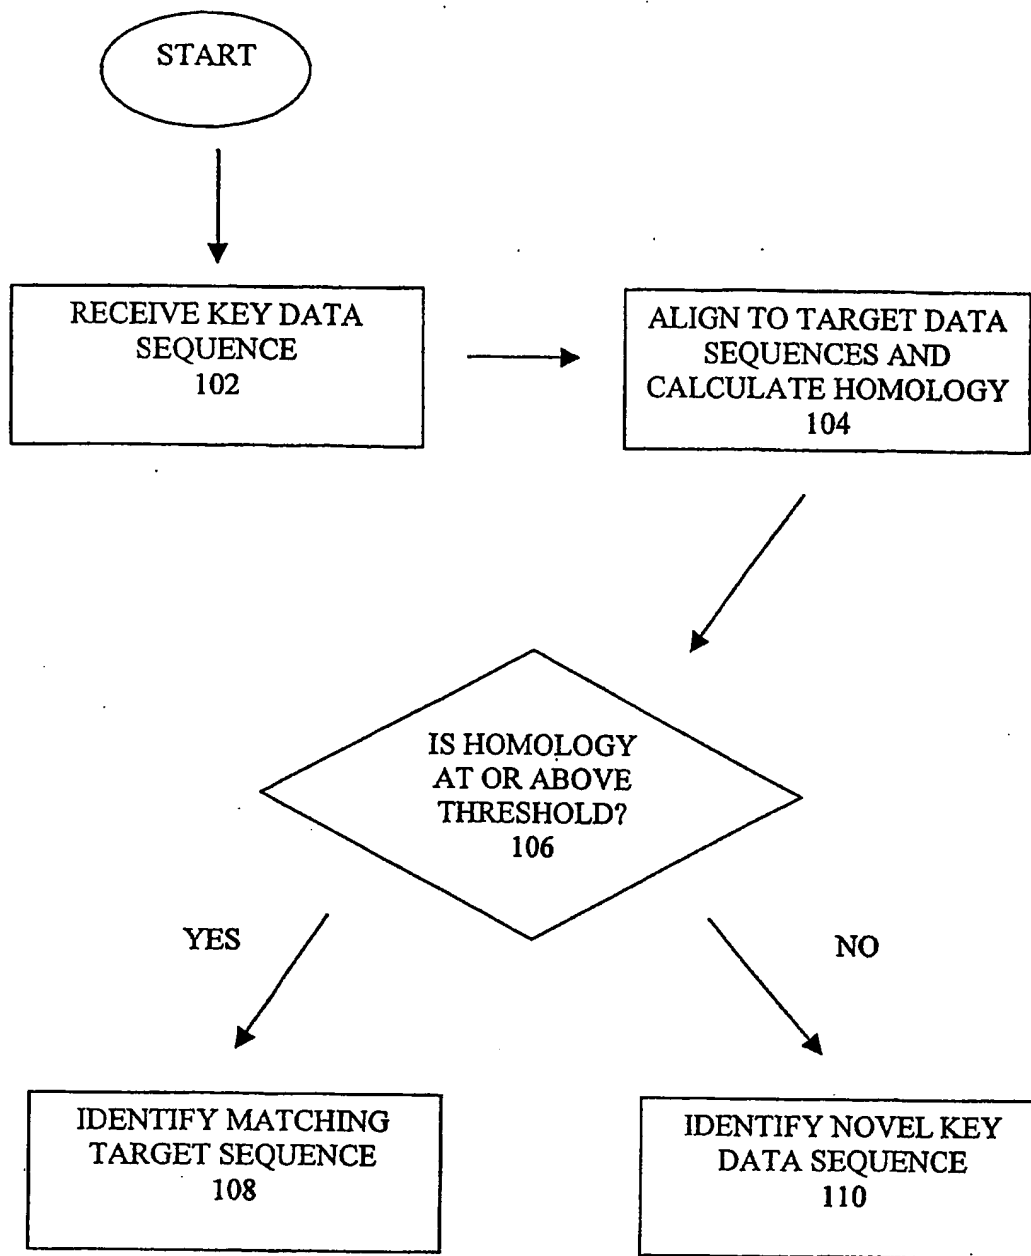 START
RECEIVE KEY DATA
SEQUENCE
102
ALIGN TO TARGET DATA
SEQUENCES AND
CALCULATE HOMOLOGY
104
IS HOMOLOGY
AT OR ABOVE
THRESHOLD?
106
YES
NO
IDENTIFY MATCHING
TARGET SEQUENCE
108
IDENTIFY NOVEL KEY
DATA SEQUENCE
110